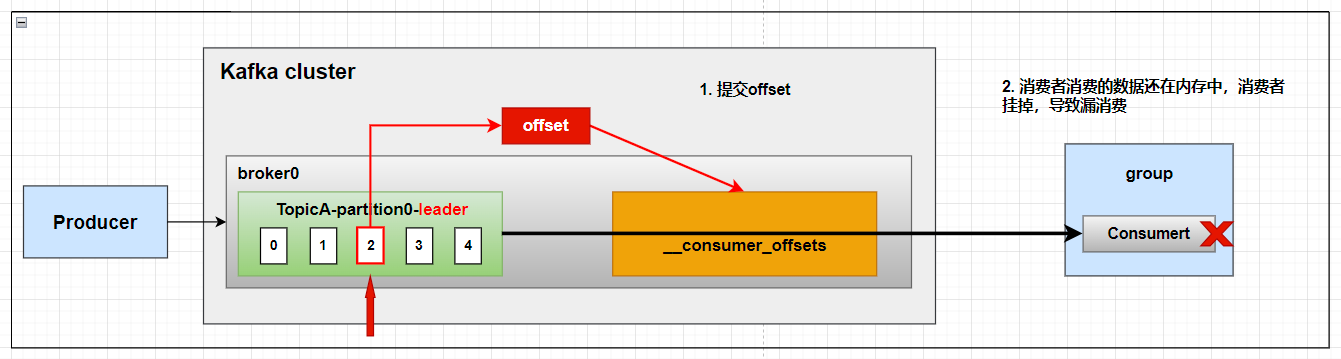 Kafka cluster
1. 提交offset
2. 消费者消费的数据还在内存中，消费者
挂掉，导致漏消费
offset
broker0
group
TopicA-partition0-leader
Producer
0 1 2 3 4
__consumer_offsets
Consumert